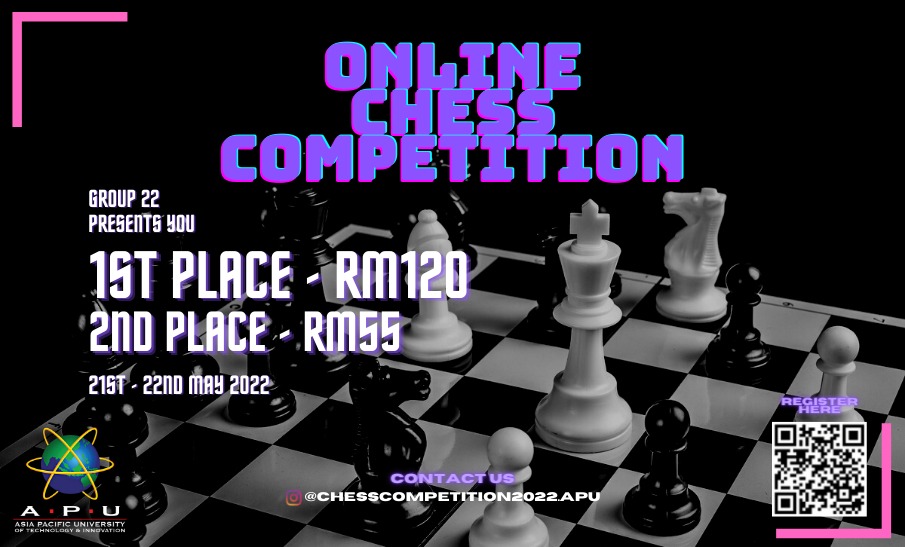 ONLINE
CHESS
COMPETITION
GROUP 22
PRESENTS YOU
1ST PLACE - RM120
2ND PLACE - RM55
21ST - 22ND MAY 2022
REGISTER
HERE
CONTACT US
@CHESSCOMPETITION2022.APU
A · P · U
ASIA PACIFIC UNIVERSITY
OF TECHNOLOGY & INNOVATION